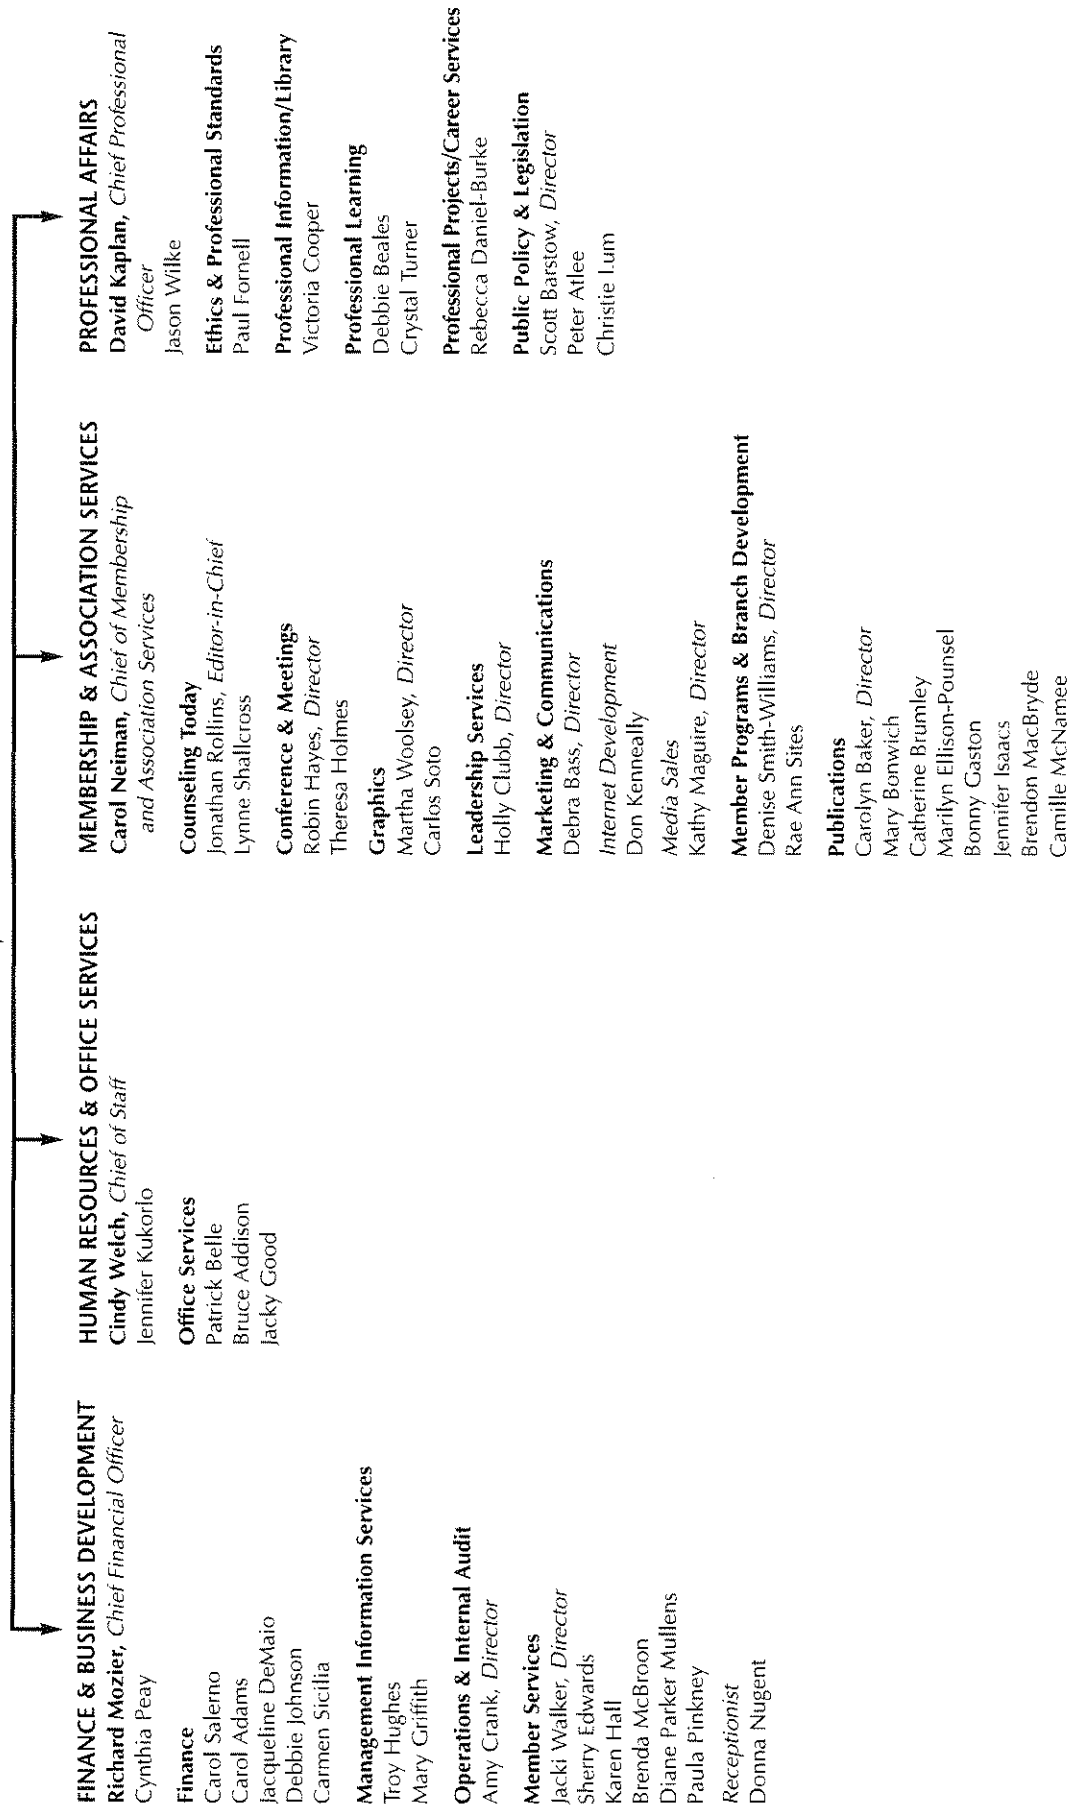 FINANCE & BUSINESS DEVELOPMENT
Richard Mozier, Chief Financial Officer
Cynthia Peay
Finance
Carol Salerno
Carol Adams
Jacqueline DeMaio
Debbie Johnson
Carmen Sicilia
Management Information Services
Troy Hughes
Mary Griffith
Operations & Internal Audit
Amy Crank, Director
Member Services
Jacki Walker, Director
Sherry Edwards
Karen Hall
Brenda McBroon
Diane Parker Mullens
Paula Pinkney
Receptionist
Donna Nugent
HUMAN RESOURCES & OFFICE SERVICES
Cindy Welch, Chief of Staff
Jennifer Kukorlo
Office Services
Patrick Belle
Bruce Addison
Jacky Good
MEMBERSHIP & ASSOCIATION SERVICES
Carol Neiman, Chief of Membership
and Association Services
Counseling Today
Jonathan Rollins, Editor-in-Chief
Lynne Shallcross
Conference & Meetings
Robin Hayes, Director
Theresa Holmes
Graphics
Martha Woolsey, Director
Carlos Soto
Leadership Services
Holly Clubb, Director
Marketing & Communications
Debra Bass, Director
Internet Development
Don Kenneally
Media Sales
Kathy Maguire, Director
Member Programs & Branch Development
Denise Smith-Williams, Director
Rae Ann Sites
Publications
Carolyn Baker, Director
Mary Bonwich
Catherine Brumley
Marilyn Ellison-Pounsel
Bonny Gaston
Jennifer Isaacs
Brendon MacBryde
Camille McNamee
PROFESSIONAL AFFAIRS
David Kaplan, Chief Professional
Officer
Jason Wilke
Ethics & Professional Standards
Paul Fornell
Professional Information/Library
Victoria Cooper
Professional Learning
Debbie Beales
Crystal Turner
Professional Projects/Career Services
Rebecca Daniel-Burke
Public Policy & Legislation
Scott Barstow, Director
Peter Atlee
Christie Lum